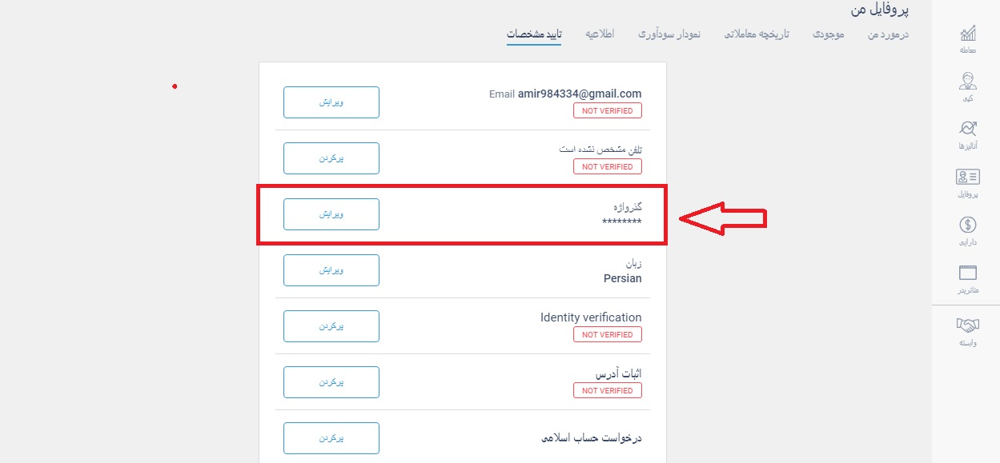 پروفایل من
درمورد من موجودی تاریخچه معاملاتی نمودار سودآوری اطلاعیه تایید مشخصات
معامله
کپی
آنالیزها
پروفایل
دارایی
متاتریدر
وابسته
Email amir984334@gmail.com
NOT VERIFIED
ویرایش
تلفن مشخص نشده است
NOT VERIFIED
پرکردن
گذرواژه
********
ویرایش
زبان
Persian
ویرایش
Identity verification
NOT VERIFIED
پرکردن
اثبات آدرس
NOT VERIFIED
پرکردن
درخواست حساب اسلامی
پرکردن